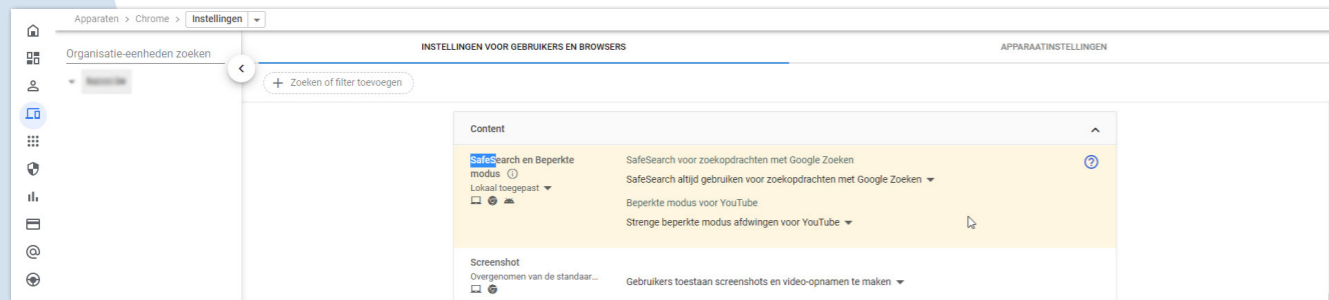 Apparaten > Chrome > Instellingen
Organisatie-eenheden zoeken
INSTELLINGEN VOOR GEBRUIKERS EN BROWSERS
APPARAATINSTELLINGEN
Zoeken of filter toevoegen
Content
SafeSearch en Beperkte
modus
Lokaal toegepast
SafeSearch voor zoekopdrachten met Google Zoeken
SafeSearch altijd gebruiken voor zoekopdrachten met Google Zoeken
Beperkte modus voor YouTube
Strenge beperkte modus afdwingen voor YouTube
Screenshot
Overgenomen van de standaar...
Gebruikers toestaan screenshots en video-opnamen te maken